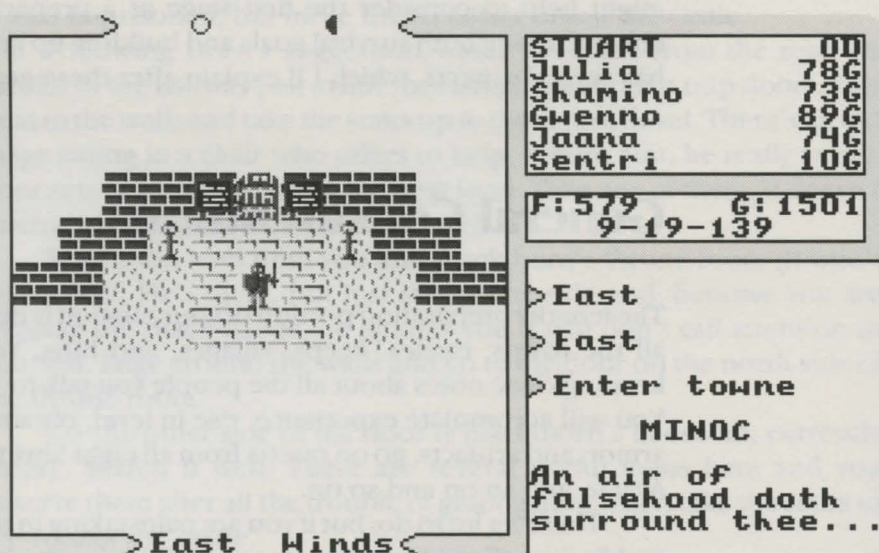 STUART 0D
Julia 78G
Shamino 13G
Gwenno 89G
Jaana 74G
Sentri 10G
F:579 G:1501
9-19-139
>East
>East
>Enter towne
MINOC
An air of
falsehood doth
surround thee...
East Winds